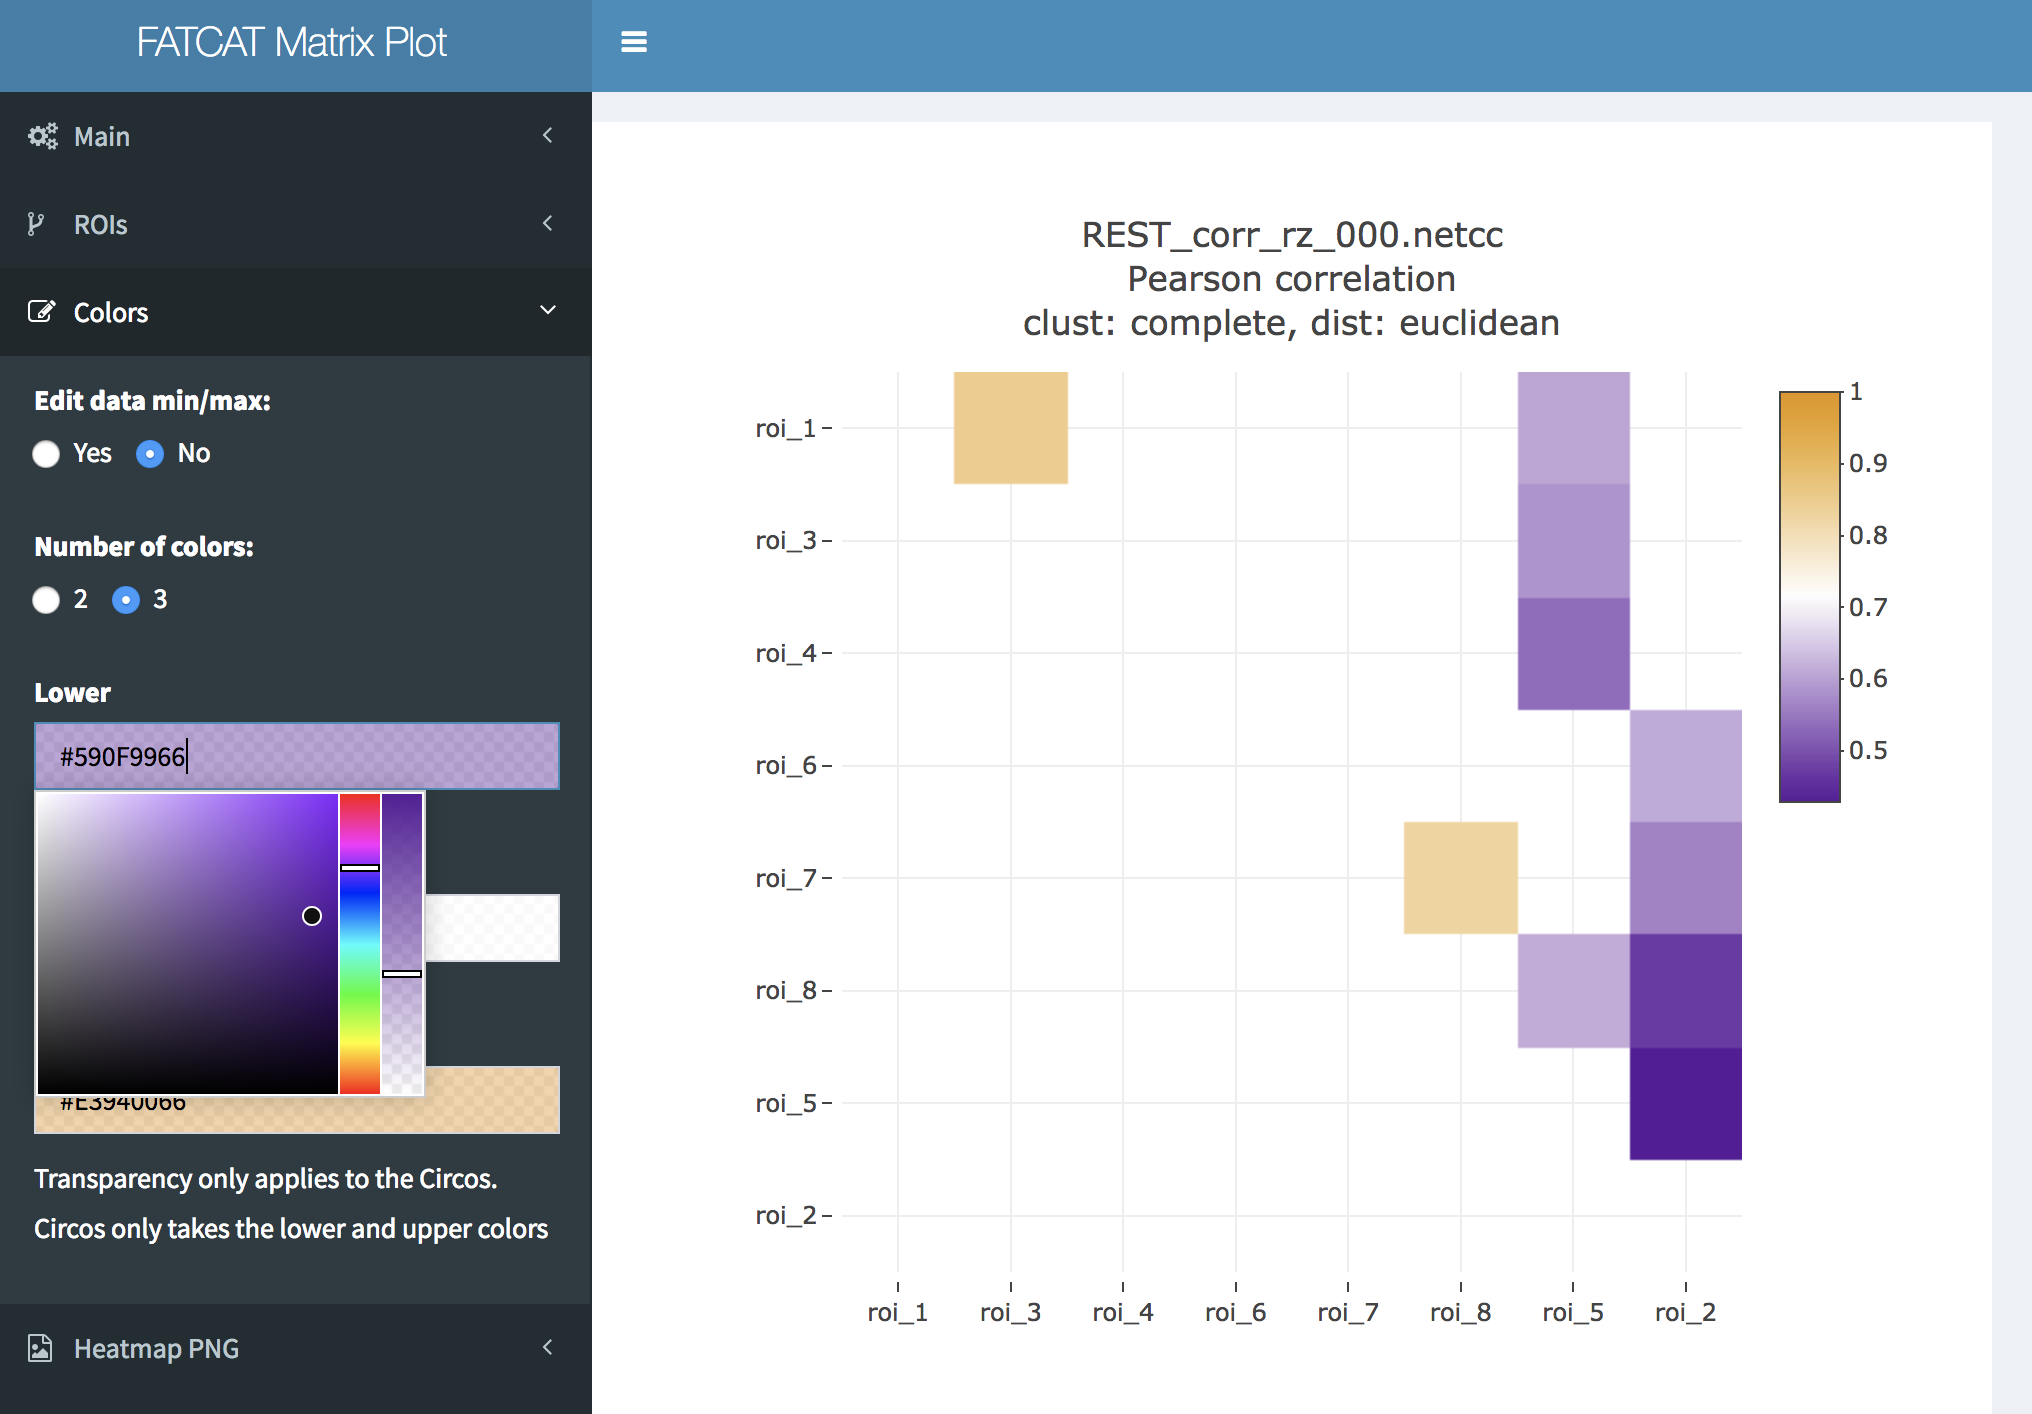 FATCAT Matrix Plot
Main
ROIs
Colors
Edit data min/max:
Yes No
Number of colors:
2 3
Lower
#590F9966
#E3940066
Transparency only applies to the Circos.
Circos only takes the lower and upper colors
Heatmap PNG
REST_corr_rz_000.netcc
Pearson correlation
clust: complete, dist: euclidean
roi_1
roi_3
roi_4
roi_6
roi_7
roi_8
roi_5
roi_2
roi_1 roi_3 roi_4 roi_6 roi_7 roi_8 roi_5 roi_2
1
0.9
0.8
0.7
0.6
0.5